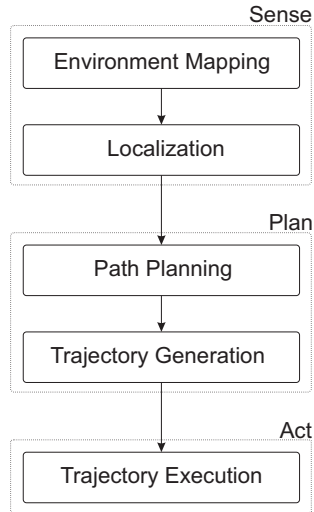 Sense
Environment Mapping
Localization
Plan
Path Planning
Trajectory Generation
Act
Trajectory Execution